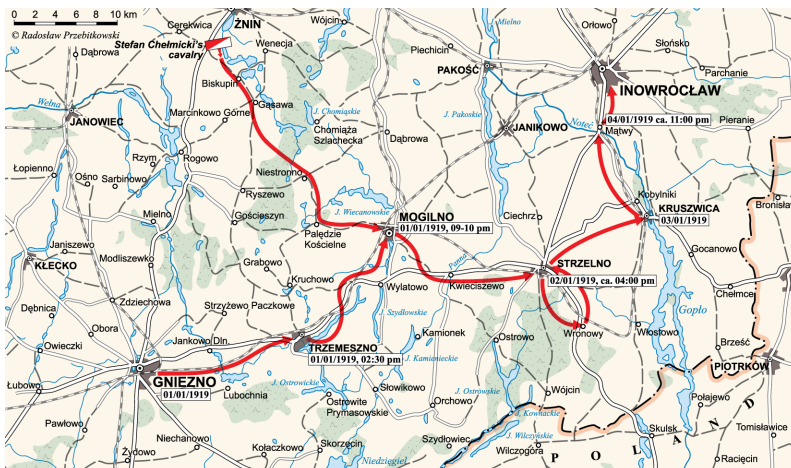 0 2 4 6 8 10 km
© Radosław Przebitkowski
Cerekwica
ŻNIN
Wójcin
J. Mielno
Orłowo
Dąbrowa
Stefan Chełmicki's
cavalry
Wenecja
Piechcin
Słońsko
Biskupin
PAKOŚĆ
Parchanie
INOWROCŁAW
Wełna
Gąsawa
JANOWIEC
Marcinkowo Górne
J. Chomiąskie
J. Pakoskie
Noteć
04/01/1919 ca. 11:00 pm
Pieranie
Chomiąża
Szlachecka
JANIKOWO
Mątwy
Dąbrowa
Łopienno
Rzym
Rogowo
Niestronno
Ośno
Sarbinowo
Ryszewo
Kobylniki
Bronisław
Mielno
Gościeszyn
J. Wiecanowskie
MOGILNO
01/01/1919, 09-10 pm
Ciechrz
KRUSZWICA
03/01/1919
Palędzie
Kościelne
Janiszewo
Modliszewko
Grabowo
Gocanowo
KŁECKO
Panna
STRZELNO
02/01/1919, ca. 04:00 pm
Kruchowo
Wylatowo
Kwieciszewo
Chełmce
Zdziechowa
Strzyżewo Paczkowe
J. Szydłowskie
Gopło
Dębnica
Obora
Kamionek
Wronowy
Włostowo
Owieczki
Jankowo Dln.
TRZEMESZNO
01/01/1919, 02:30 pm
J. Kamienieckie
Ostrowo
Brześć
PIOTRKÓW
GNIEZNO
01/01/1919
Łubowo
Lubochnia
J. Ostrowickie
Słowikowo
J. Ostrowskie
Wójcin
Ostrowite
Prymasowskie
Orchowo
Połajewo
J. Kownackie
Pawłowo
Niechanowo
Skorzęcin
Szydłowiec
J. Wilczyńskie
Skulsk
Tomisławice
Żydowo
Kołaczkowo
Niedzięgiel
Wilczogóra
POLAND
Racięcin